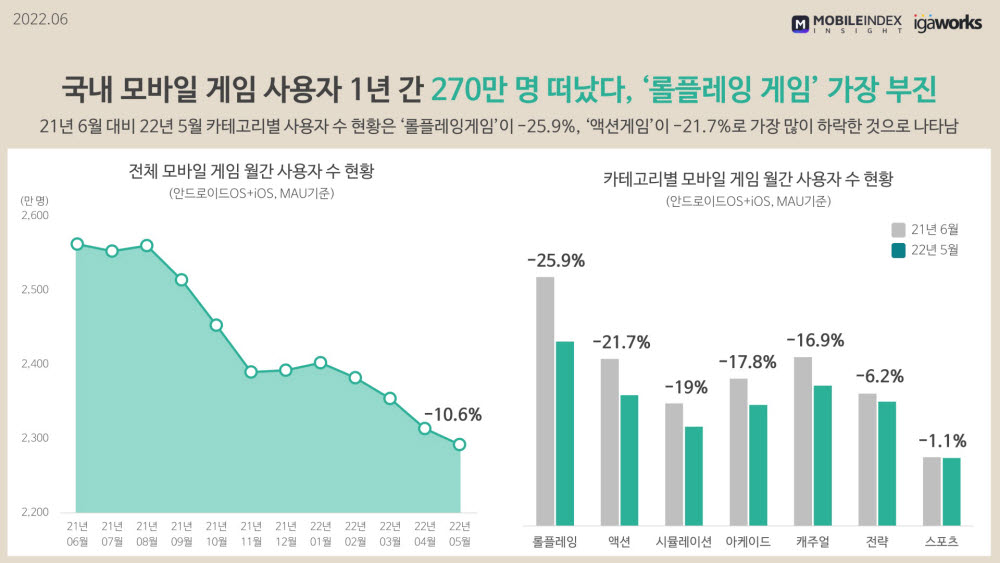 2022.06
MOBILEINDEX
INSIGHT
igaworks
국내 모바일 게임 사용자 1년 간 270만 명 떠났다, ‘롤플레잉 게임’ 가장 부진
21년 6월 대비 22년 5월 카테고리별 사용자 수 현황은 ‘롤플레잉게임’이 -25.9%, ‘액션게임’이 -21.7%로 가장 많이 하락한 것으로 나타남
전체 모바일 게임 월간 사용자 수 현황
(안드로이드OS+iOS, MAU기준)
(만 명)
2,600
2,500
2,400
2,300
2,200
-10.6%
21년 21년 21년 21년 21년 21년 21년 22년 22년 22년 22년 22년
06월 07월 08월 09월 10월 11월 12월 01월 02월 03월 04월 05월
카테고리별 모바일 게임 월간 사용자 수 현황
(안드로이드OS+iOS, MAU기준)
21년 6월
22년 5월
-25.9%
-21.7%
-19%
-17.8%
-16.9%
-6.2%
-1.1%
롤플레잉 액션 시뮬레이션 아케이드 캐주얼 전략 스포츠